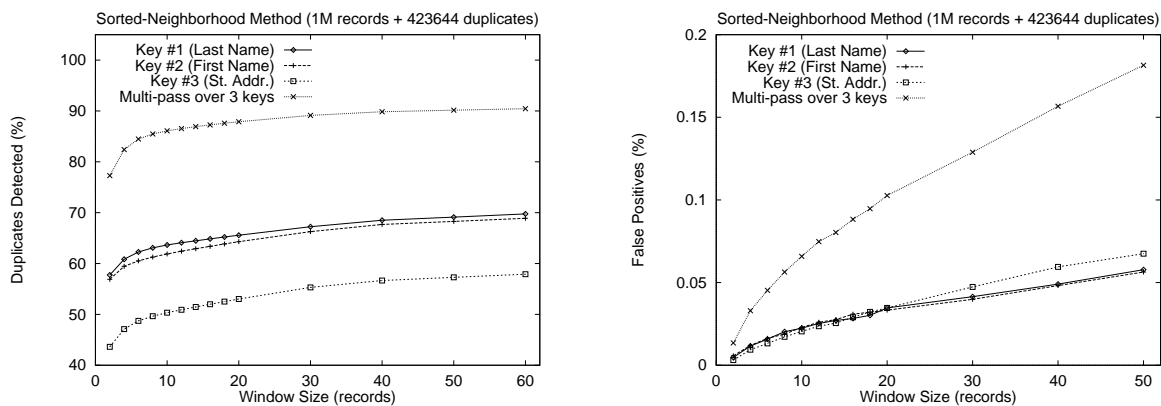 Sorted-Neighborhood Method (1M records + 423644 duplicates)
100
90
80
70
60
50
40
0
10
20
30
40
50
60
Duplicates Detected (%)
Window Size (records)
Key #1 (Last Name)
Key #2 (First Name)
Key #3 (St. Addr.)
Multi-pass over 3 keys
Sorted-Neighborhood Method (1M records + 423644 duplicates)
0.2
0.15
0.1
0.05
0
0
10
20
30
40
50
False Positives (%)
Window Size (records)
Key #1 (Last Name)
Key #2 (First Name)
Key #3 (St. Addr.)
Multi-pass over 3 keys